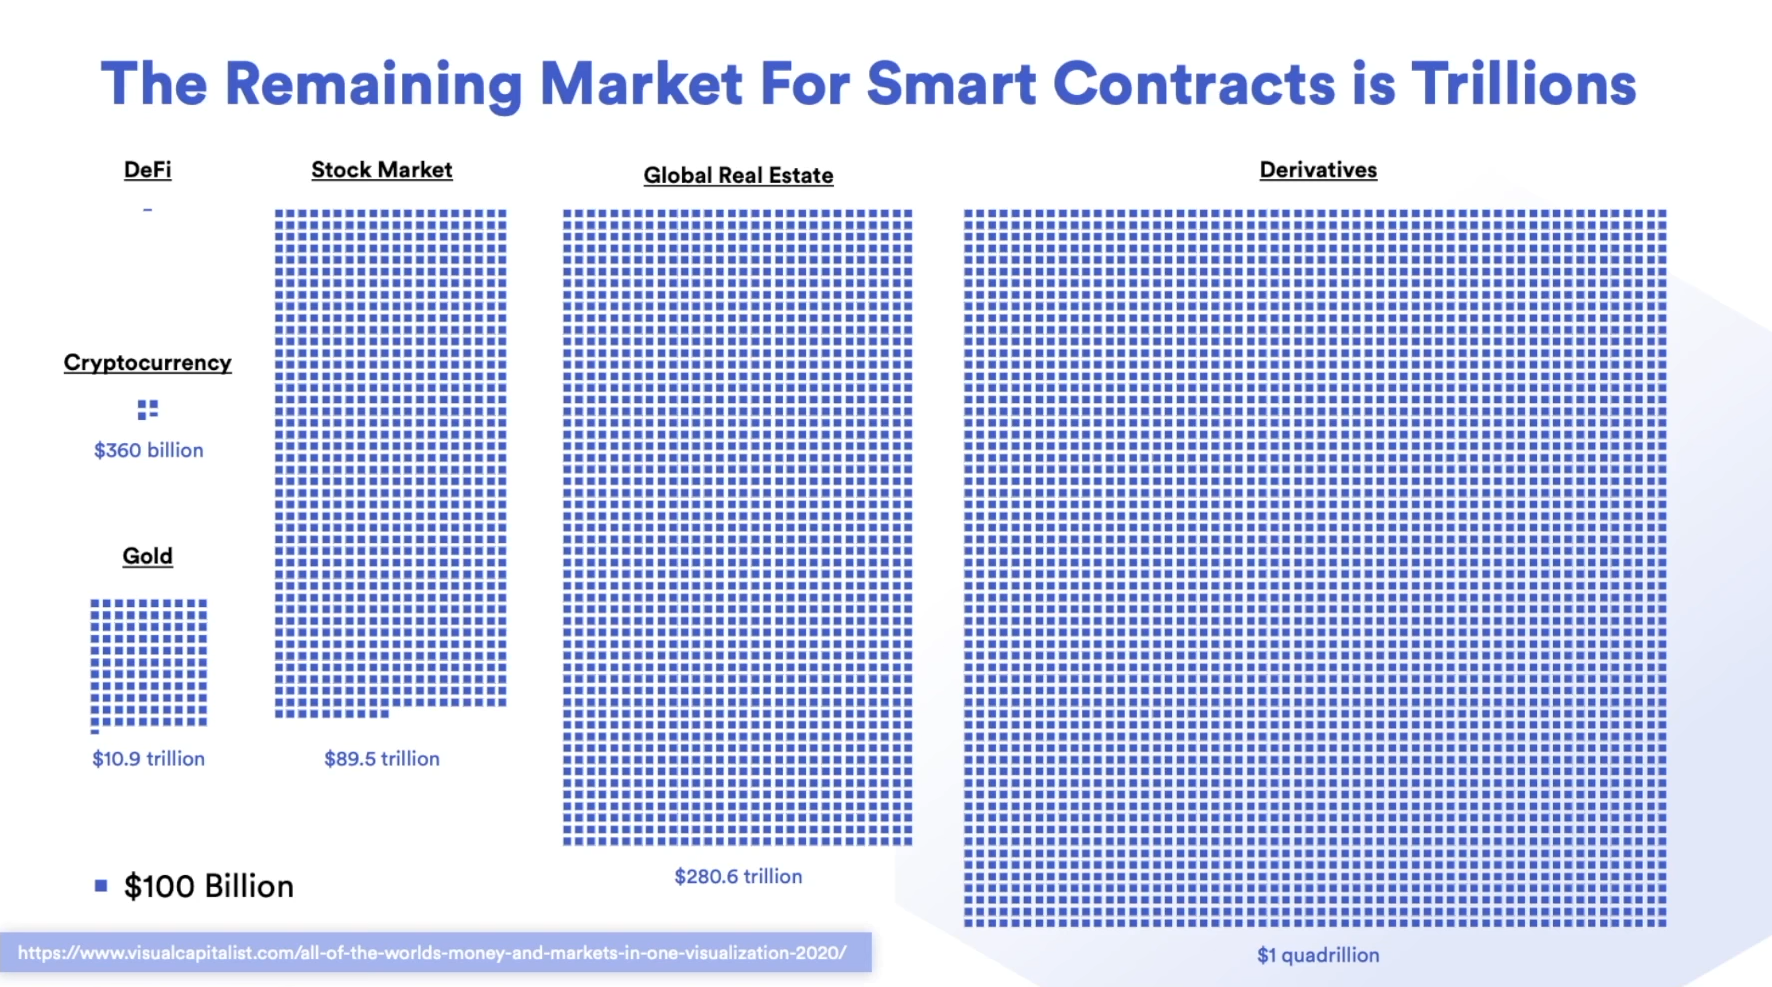 The Remaining Market For Smart Contracts is Trillions
DeFi
Cryptocurrency
$360 billion
Gold
$10.9 trillion
Stock Market
$89.5 trillion
Global Real Estate
$280.6 trillion
Derivatives
$1 quadrillion
$100 Billion
https://www.visualcapitalist.com/all-of-the-worlds-money-and-markets-in-one-visualization-2020/